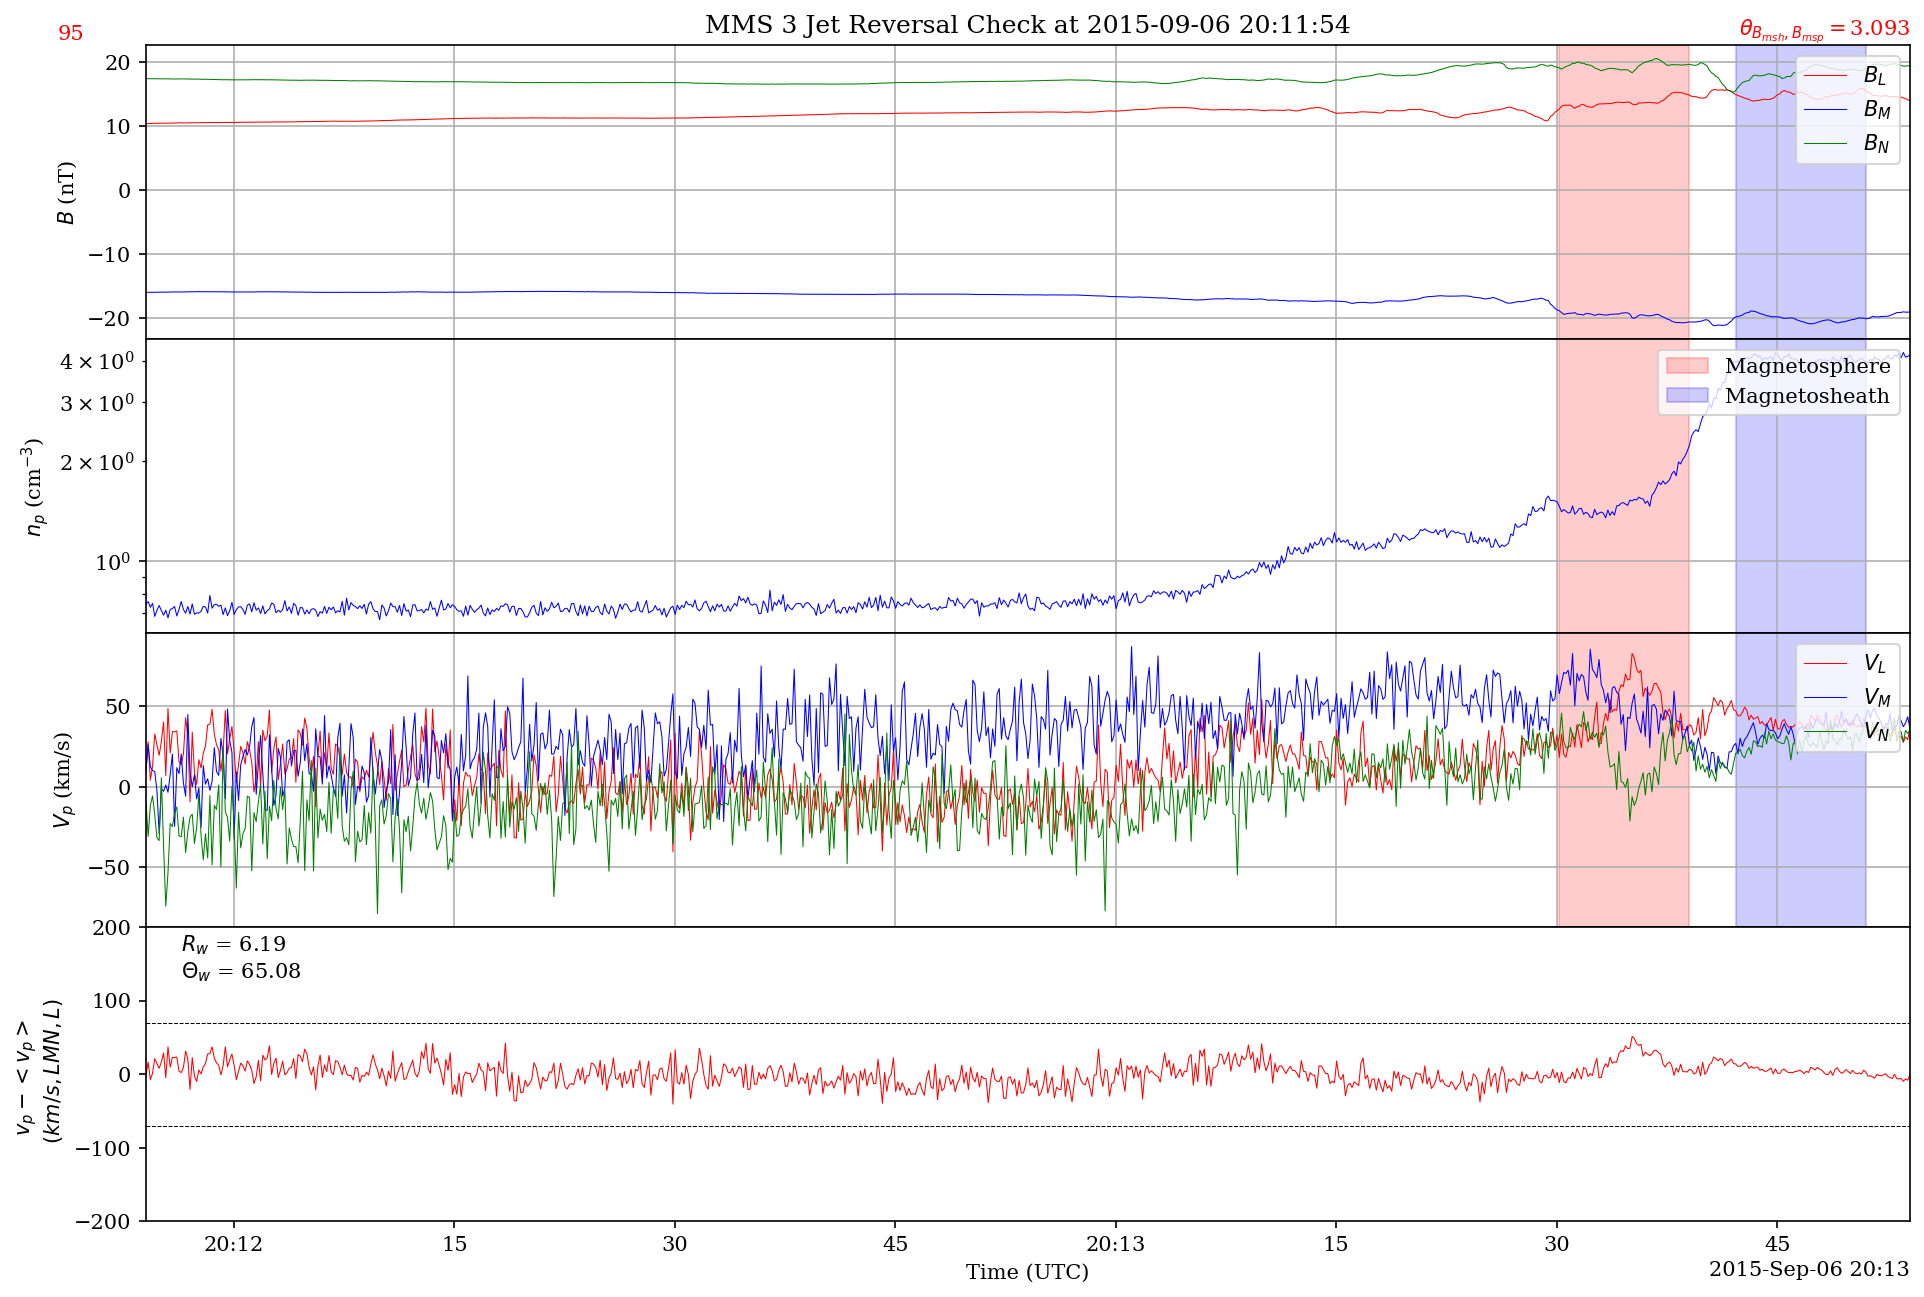 MMS 3 Jet Reversal Check at 2015-09-06 20:11:54
95
θ_{B_{msh}, B_{msp}} = 3.093
20
10
0
−10
−20
B (nT)
B_L
B_M
B_N
4 × 10^0
3 × 10^0
2 × 10^0
10^0
n_p (cm^{−3})
Magnetosphere
Magnetosheath
50
0
−50
V_p (km/s)
V_L
V_M
V_N
200
100
0
−100
−200
v_p − < v_p >
(km/s, LMN, L)
R_w = 6.19
Θ_w = 65.08
20:12 15 30 45 20:13 15 30 45
Time (UTC)
2015-Sep-06 20:13